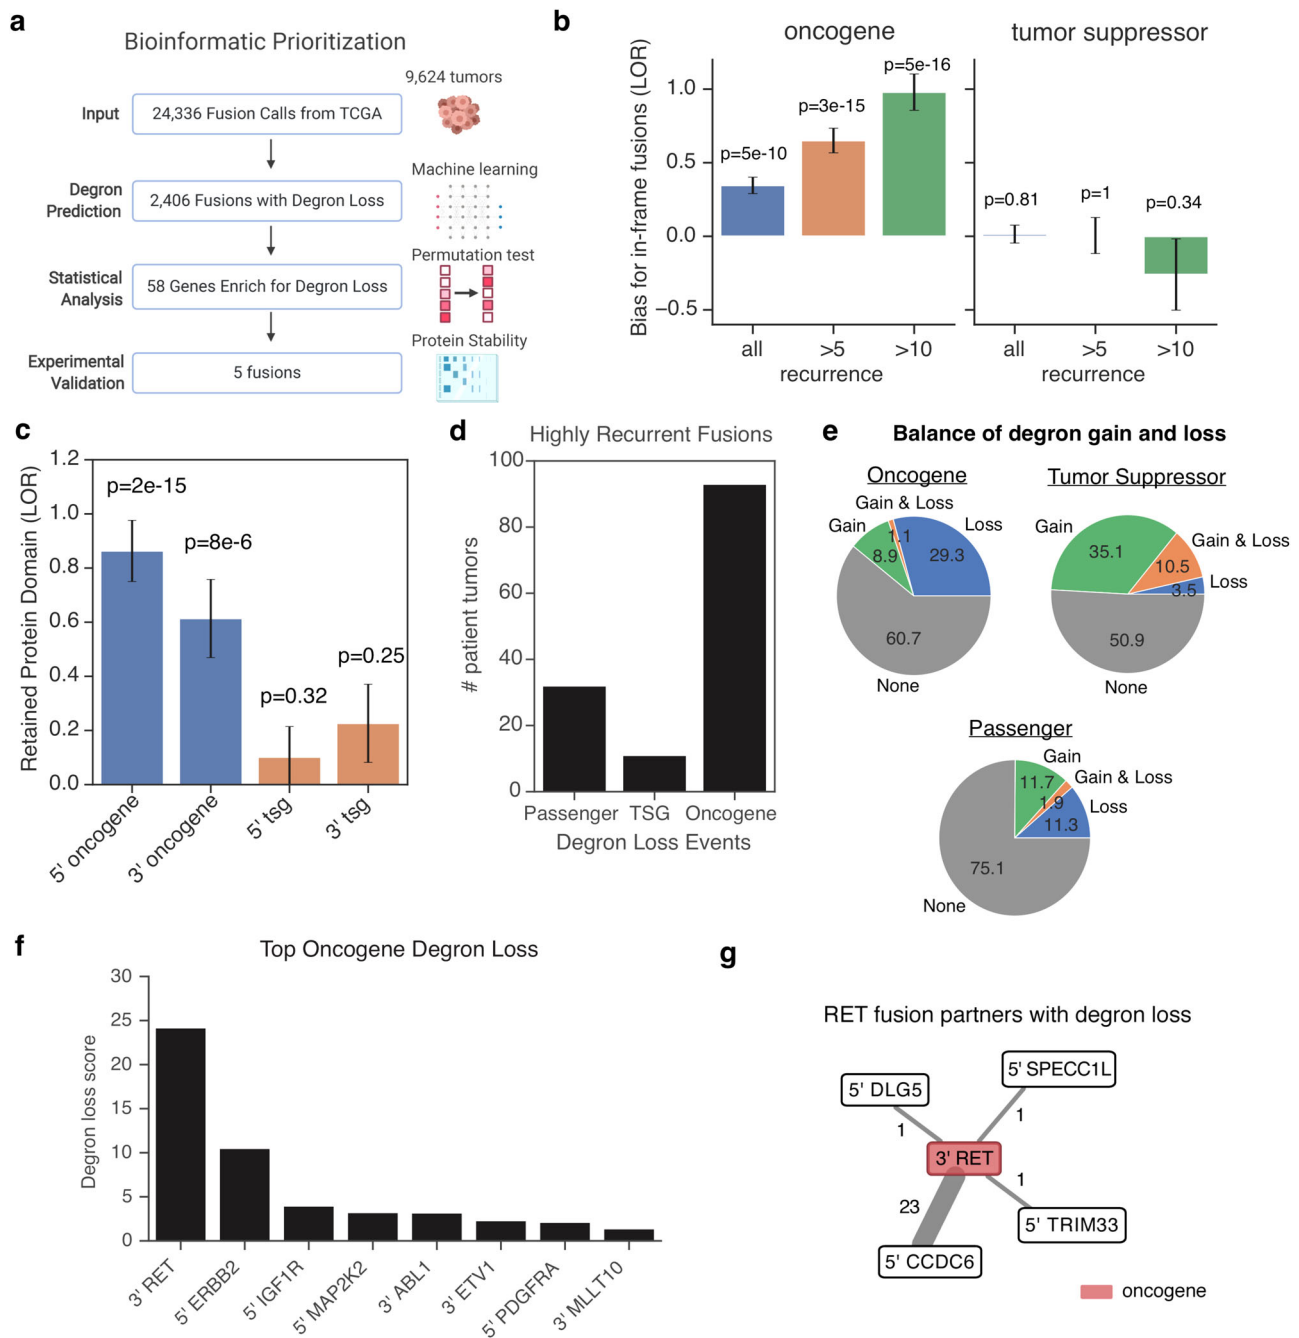 a
Bioinformatic Prioritization
9,624 tumors
Input
24,336 Fusion Calls from TCGA
Machine learning
Degron
Prediction
2,406 Fusions with Degron Loss
Permutation test
Statistical
Analysis
58 Genes Enrich for Degron Loss
Protein Stability
Experimental
Validation
5 fusions
b
oncogene
tumor suppressor
Bias for in-frame fusions (LOR)
1.0
0.5
0.0
−0.5
p=5e-10
p=3e-15
p=5e-16
p=0.81
p=1
p=0.34
all
>5
>10
recurrence
all
>5
>10
recurrence
c
Retained Protein Domain (LOR)
1.2
1.0
0.8
0.6
0.4
0.2
0.0
p=2e-15
p=8e-6
p=0.32
p=0.25
5' oncogene
3' oncogene
5' tsg
3' tsg
d
Highly Recurrent Fusions
# patient tumors
100
80
60
40
20
0
Passenger
TSG
Oncogene
Degron Loss Events
e
Balance of degron gain and loss
Oncogene
Gain & Loss
Gain
Loss
1.1
8.9
29.3
60.7
None
Tumor Suppressor
Gain
Gain & Loss
Loss
35.1
10.5
3.5
50.9
None
Passenger
Gain
Gain & Loss
Loss
11.7
1.9
11.3
75.1
None
f
Top Oncogene Degron Loss
Degron loss score
30
25
20
15
10
5
0
3' RET
5' ERBB2
5' IGF1R
5' MAP2K2
3' ABL1
3' ETV1
5' PDGFRA
3' MLLT10
g
RET fusion partners with degron loss
5' DLG5
5' SPECC1L
1
1
3' RET
23
1
5' TRIM33
5' CCDC6
oncogene